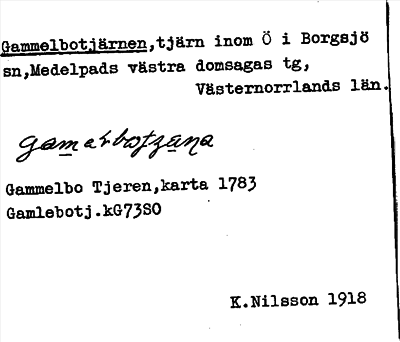 Gammelbotjärnen,tjärn inom Ö i Borgsjö
sn,Medelpads västra domsagas tg,
Västernorrlands län.
Gammelbo Tjeren,karta 1783
Gamlebotj.kG73SO
K.Nilsson 1918